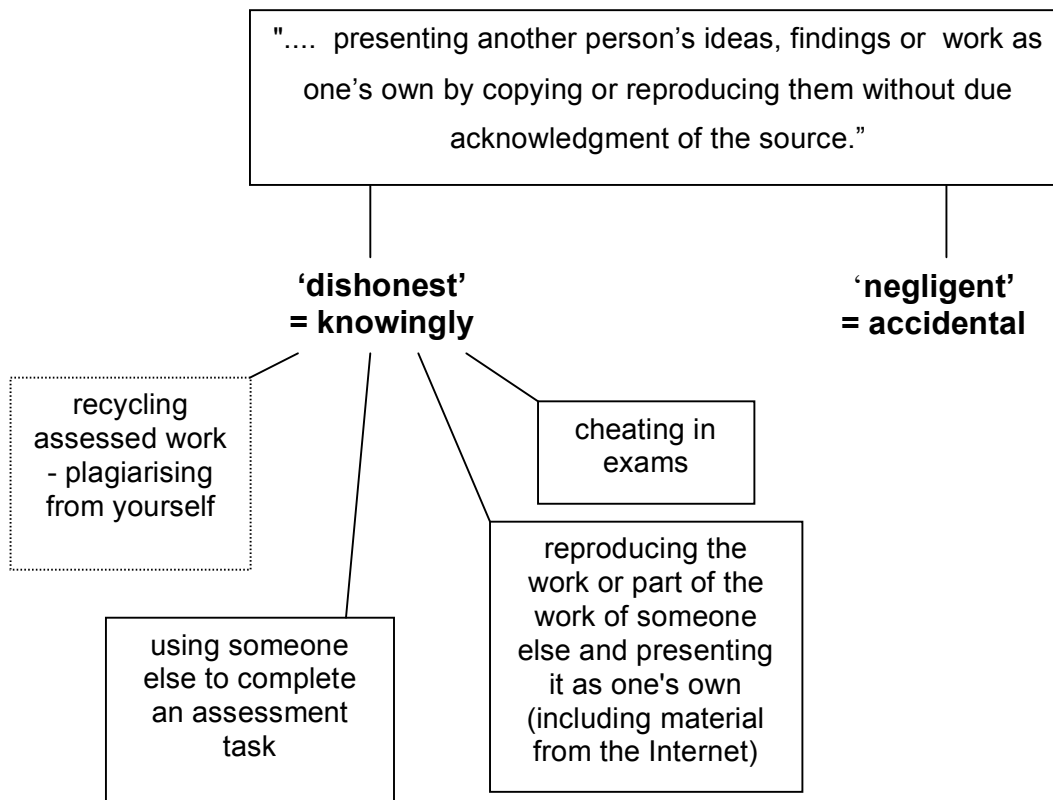 ".... presenting another person’s ideas, findings or work as
one’s own by copying or reproducing them without due
acknowledgment of the source.”
‘dishonest’
= knowingly
‘negligent’
= accidental
recycling
assessed work
- plagiarising
from yourself
cheating in
exams
using someone
else to complete
an assessment
task
reproducing the
work or part of the
work of someone
else and presenting
it as one's own
(including material
from the Internet)